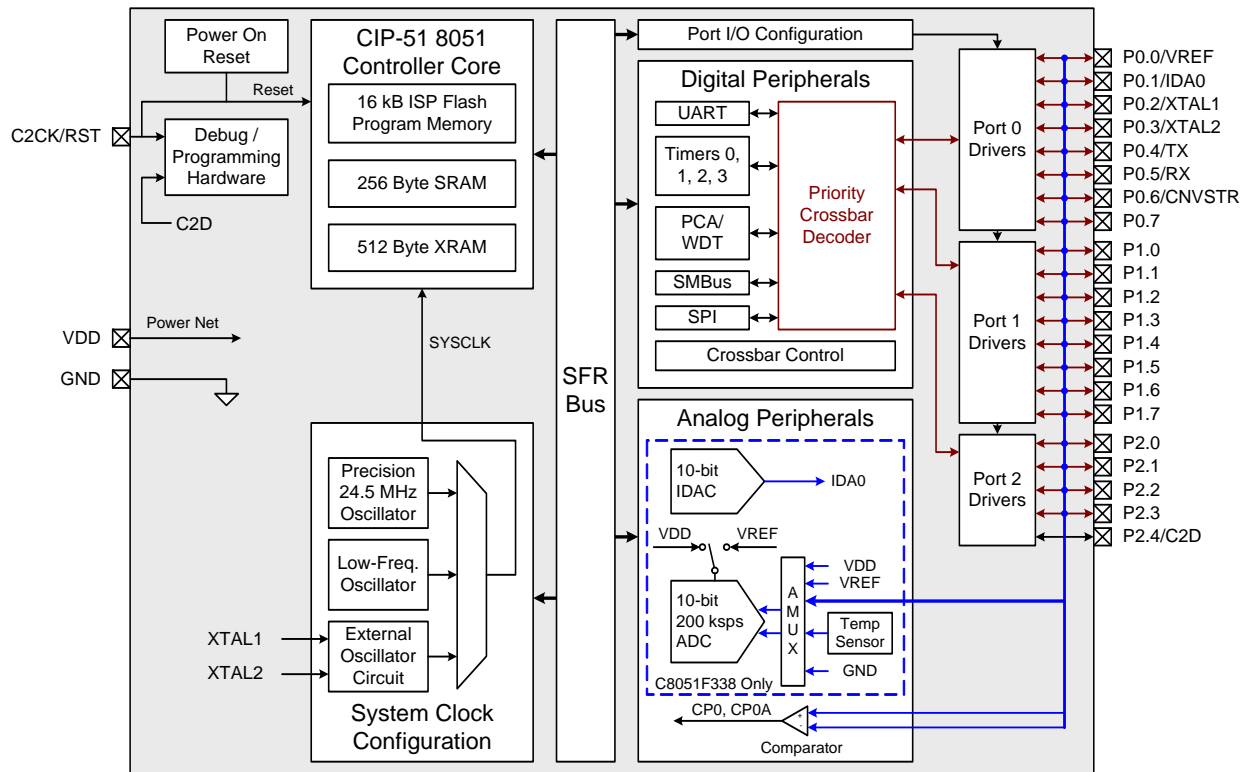 Power On
Reset
Reset
C2CK/RST
Debug /
Programming
Hardware
C2D
VDD
Power Net
GND
CIP-51 8051
Controller Core
16 kB ISP Flash
Program Memory
256 Byte SRAM
512 Byte XRAM
SYSCLK
Precision
24.5 MHz
Oscillator
Low-Freq.
Oscillator
External
Oscillator
Circuit
XTAL1
XTAL2
System Clock
Configuration
SFR
Bus
Port I/O Configuration
Digital Peripherals
UART
Timers 0,
1, 2, 3
PCA/
WDT
SMBus
SPI
Priority
Crossbar
Decoder
Crossbar Control
Analog Peripherals
10-bit
IDAC
IDA0
VDD
VREF
10-bit
200 ksps
ADC
A
M
U
X
VDD
VREF
Temp
Sensor
GND
C8051F338 Only
CP0, CP0A
+
-
Comparator
Port 0
Drivers
Port 1
Drivers
Port 2
Drivers
P0.0/VREF
P0.1/IDA0
P0.2/XTAL1
P0.3/XTAL2
P0.4/TX
P0.5/RX
P0.6/CNVSTR
P0.7
P1.0
P1.1
P1.2
P1.3
P1.4
P1.5
P1.6
P1.7
P2.0
P2.1
P2.2
P2.3
P2.4/C2D